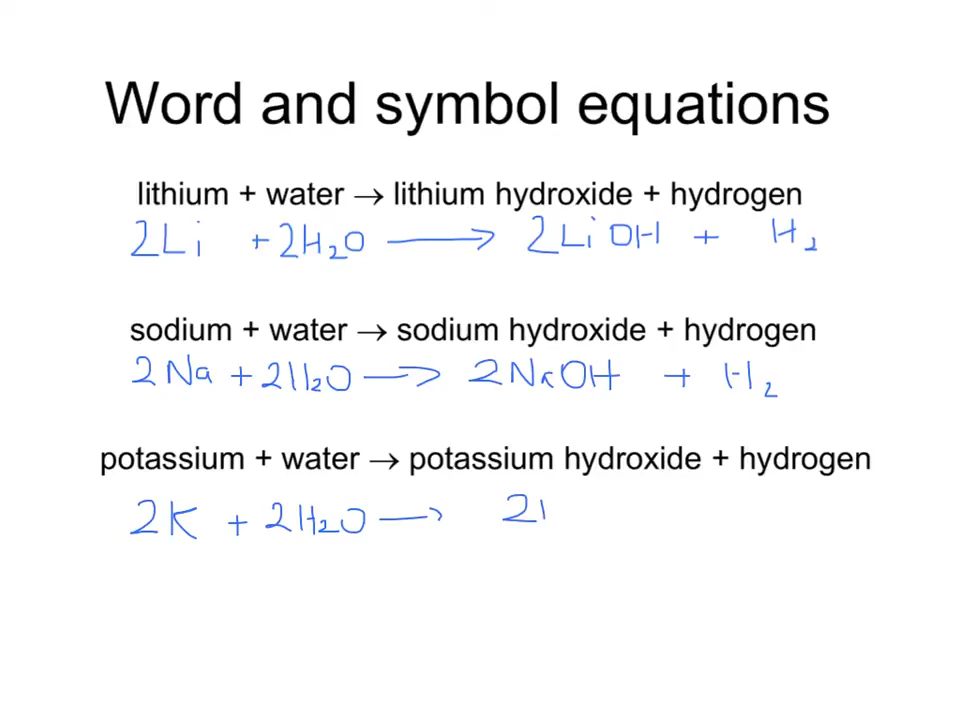 Word and symbol equations
lithium + water → lithium hydroxide + hydrogen
2Li + 2H₂O → 2LiOH + H₂
sodium + water → sodium hydroxide + hydrogen
2Na + 2H₂O → 2NaOH + H₂
potassium + water → potassium hydroxide + hydrogen
2K + 2H₂O → 2